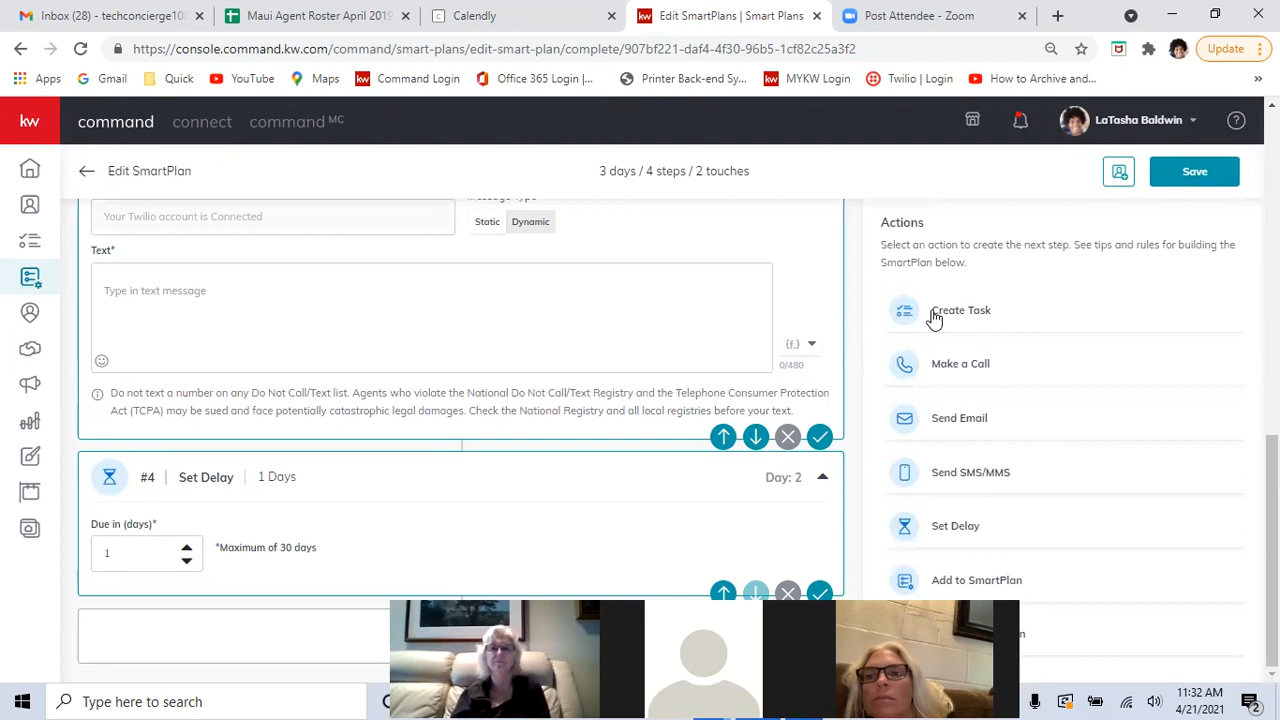 tmcomputerimaging@
Maui Agent Roster April 2018
Calendly
Edit SmartPlans | Smart Plans
Post Attendee - Zoom
https://console.command.kw.com/command/smart-plans/edit-smart-plan/complete/907bf221-daf4-4f30-96b5-1cf82c25a3f2
Update
Apps
Gmail
Quick
YouTube
Maps
kw
Command Login
Office 365 Login |...
Printer Back-end Sy...
kw
MYKW Login
Twilio | Login
How to Archive and...
»
kw
command
connect
command MC
LaTasha Baldwin
Edit SmartPlan
3 days / 4 steps / 2 touches
Save
Your Twilio account is Connected
Message Type
Static
Dynamic
Text*
Type in text message
{f,}
0/480
Do not text a number on any Do Not Call/Text list. Agents who violate the National Do Not Call/Text Registry and the Telephone Consumer Protection
Act (TCPA) may be sued and face potentially catastrophic legal damages. Check the National Registry and all local registries before your text.
#4
Set Delay
1 Days
Day: 2
Due in (days)*
1
*Maximum of 30 days
Actions
Select an action to create the next step. See tips and rules for building the
SmartPlan below.
Create Task
Make a Call
Send Email
Send SMS/MMS
Set Delay
Add to SmartPlan
Type here to search
11:32 AM
4/21/2021
2